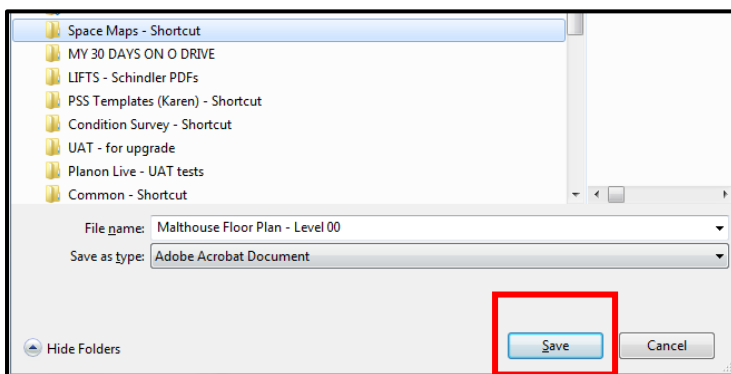 Space Maps - Shortcut
MY 30 DAYS ON O DRIVE
LIFTS - Schindler PDFs
PSS Templates (Karen) - Shortcut
Condition Survey - Shortcut
UAT - for upgrade
Planon Live - UAT tests
Common - Shortcut
File name: Malthouse Floor Plan - Level 00
Save as type: Adobe Acrobat Document
Hide Folders Save Cancel